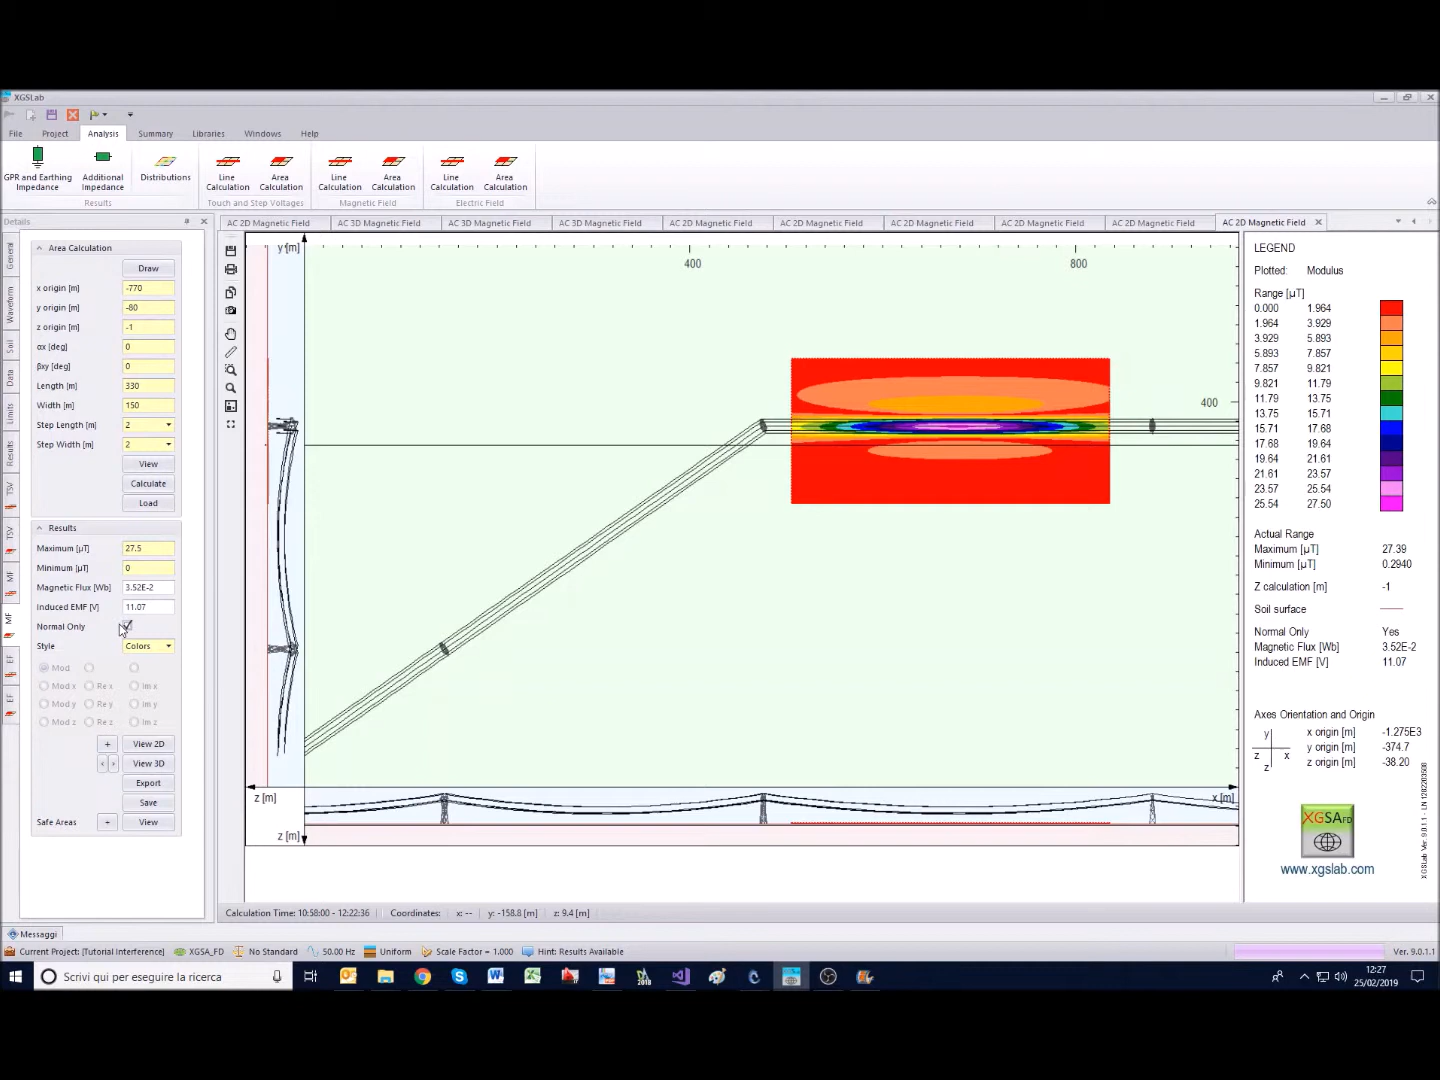 XGSLab
File Project Analysis Summary Libraries Windows Help
GPR and Earthing Impedance
Additional Impedance
Distributions
Line Calculation
Area Calculation
Line Calculation
Area Calculation
Line Calculation
Area Calculation
Results Touch and Step Voltages Magnetic Field Electric Field
Details
AC 2D Magnetic Field AC 3D Magnetic Field AC 3D Magnetic Field AC 3D Magnetic Field AC 2D Magnetic Field AC 2D Magnetic Field AC 2D Magnetic Field AC 2D Magnetic Field AC 2D Magnetic Field AC 2D Magnetic Field
General
Waveform
Soil
Data
Limits
Results
TSV
TSV
MF
MF
EF
EF
Area Calculation
Draw
x origin [m] -770
y origin [m] -80
z origin [m] -1
αx [deg] 0
βxy [deg] 0
Length [m] 330
Width [m] 150
Step Length [m] 2
Step Width [m] 2
View
Calculate
Load
Results
Maximum [µT] 27.5
Minimum [µT] 0
Magnetic Flux [Wb] 3.52E-2
Induced EMF [V] 11.07
Normal Only
Style Colors
Mod
Mod x Re x Im x
Mod y Re y Im y
Mod z Re z Im z
+ View 2D
< > View 3D
Export
Save
Safe Areas + View
y [m]
400 800
400
z [m] x [m]
z [m]
LEGEND
Plotted: Modulus
Range [µT]
0.000 1.964
1.964 3.929
3.929 5.893
5.893 7.857
7.857 9.821
9.821 11.79
11.79 13.75
13.75 15.71
15.71 17.68
17.68 19.64
19.64 21.61
21.61 23.57
23.57 25.54
25.54 27.50
Actual Range
Maximum [µT] 27.39
Minimum [µT] 0.2940
Z calculation [m] -1
Soil surface
Normal Only Yes
Magnetic Flux [Wb] 3.52E-2
Induced EMF [V] 11.07
Axes Orientation and Origin
x origin [m] -1.275E3
y origin [m] -374.7
z origin [m] -38.20
y
z x
z
XGSA FD
www.xgslab.com
Calculation Time: 10:58:00 - 12:22:36 Coordinates: x: -- y: -158.8 [m] z: 9.4 [m]
Messaggi
Current Project: [Tutorial Interference] XGSA_FD No Standard 50.00 Hz Uniform Scale Factor = 1.000 Hint: Results Available Ver. 9.0.1.1
Scrivi qui per eseguire la ricerca
12:27
25/02/2019